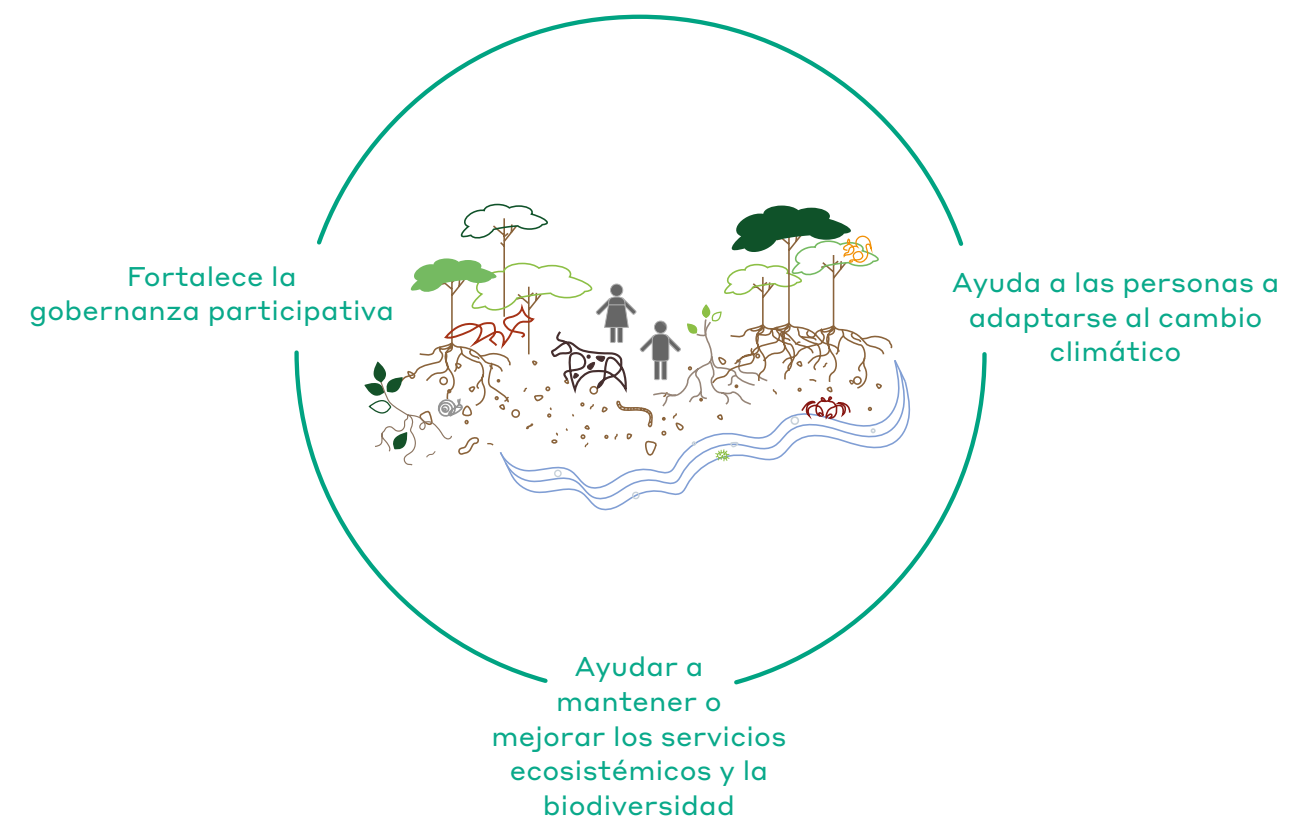 Fortalece la
gobernanza participativa
Ayuda a las personas a
adaptarse al cambio
climático
Ayudar a
mantener o
mejorar los servicios
ecosistémicos y la
biodiversidad